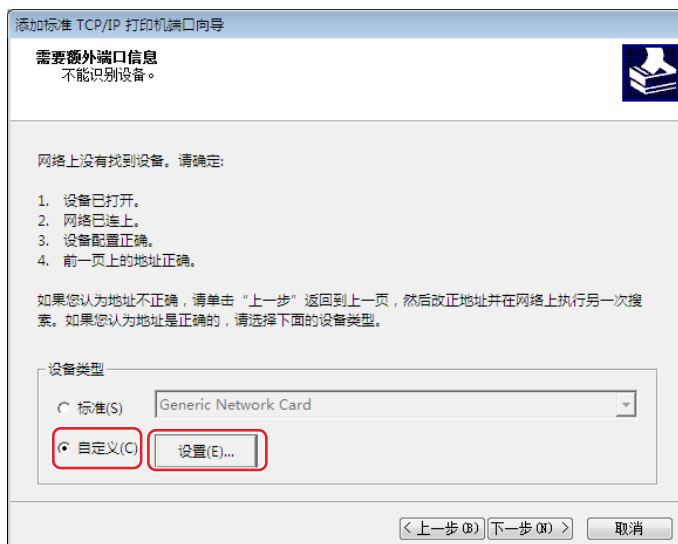 添加标准 TCP/IP 打印机端口向导
需要额外端口信息
不能识别设备。
网络上没有找到设备。请确定:
1. 设备已打开。
2. 网络已连上。
3. 设备配置正确。
4. 前一页上的地址正确。
如果您认为地址不正确，请单击“上一步”返回到上一页，然后改正地址并在网络上执行另一次搜
索。如果您认为地址是正确的，请选择下面的设备类型。
设备类型
标准(S) Generic Network Card
自定义(C) 设置(E)...
< 上一步(B) 下一步(N) > 取消